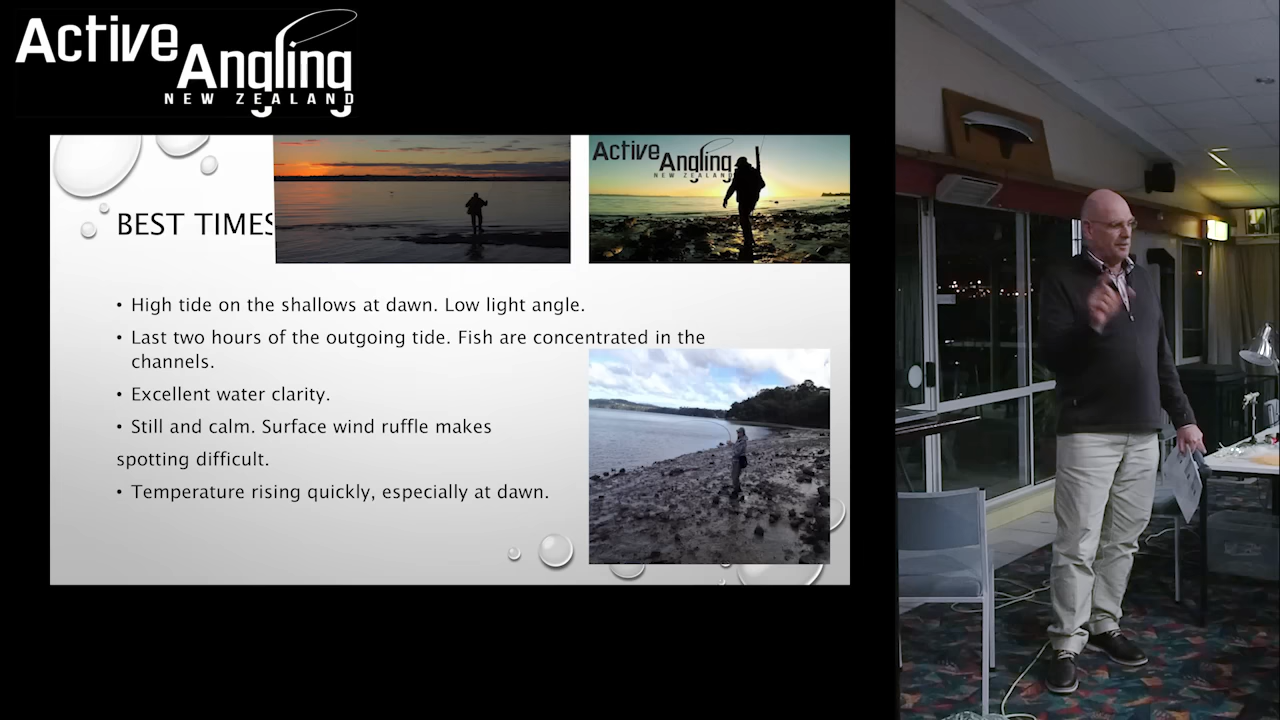 Active
Angling
NEW ZEALAND
Active Angling
NEW ZEALAND
BEST TIMES
• High tide on the shallows at dawn. Low light angle.
• Last two hours of the outgoing tide. Fish are concentrated in the
channels.
• Excellent water clarity.
• Still and calm. Surface wind ruffle makes
spotting difficult.
• Temperature rising quickly, especially at dawn.